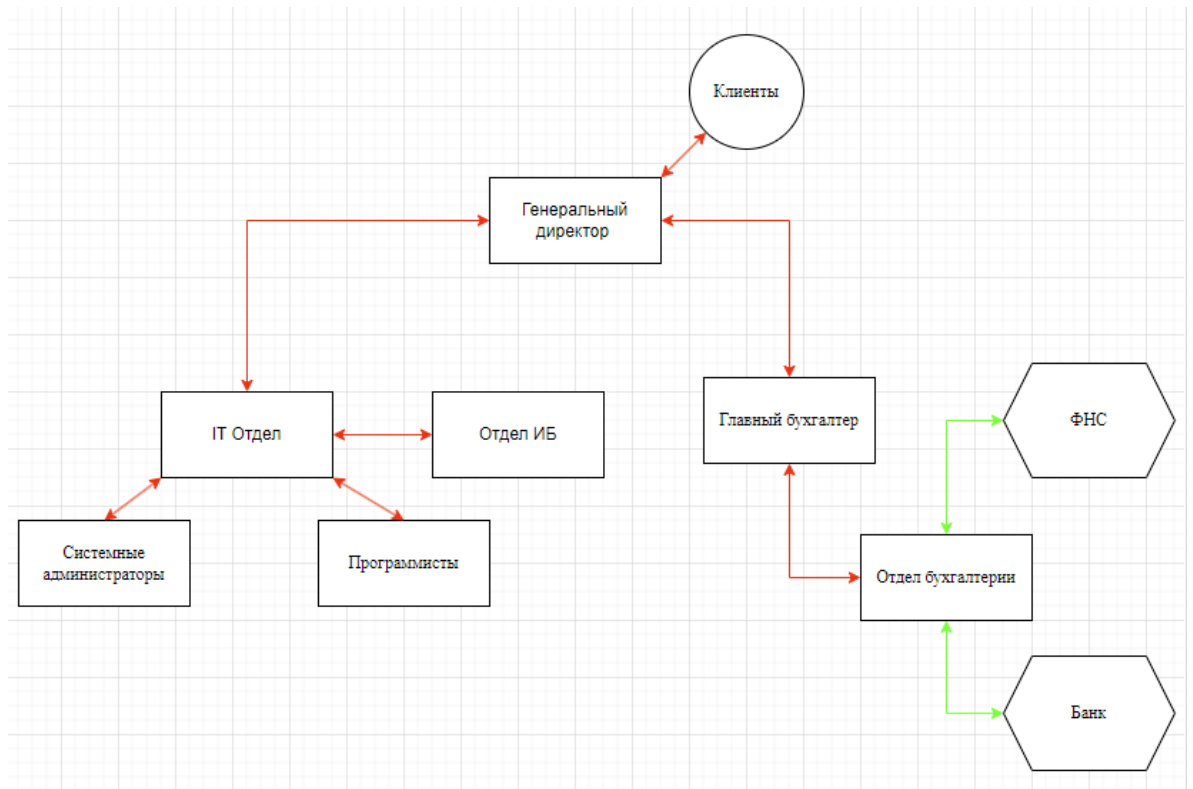 Клиенты
Генеральный
директор
IT Отдел
Отдел ИБ
Главный бухгалтер
ФНС
Системные
администраторы
Программисты
Отдел бухгалтерии
Банк